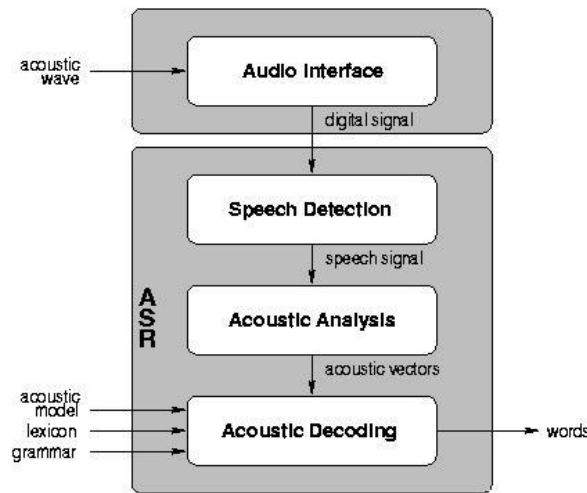 acoustic
wave
Audio Interface
digital signal
Speech Detection
speech signal
A
S
R
Acoustic Analysis
acoustic vectors
acoustic
model
lexicon
grammar
Acoustic Decoding
words